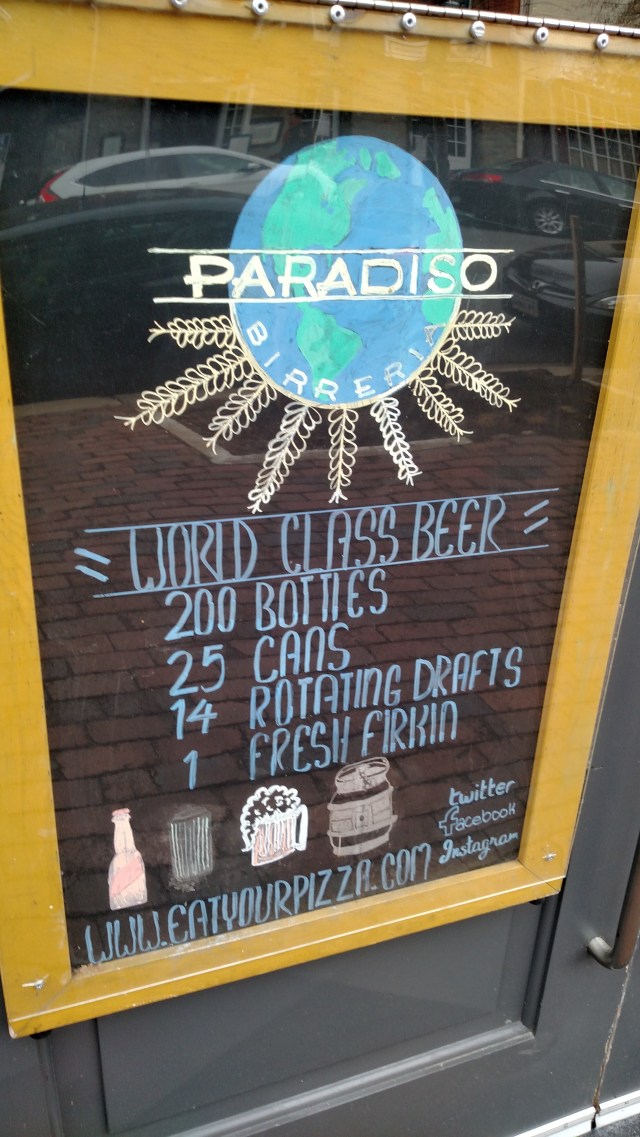 PARADISO
BIRRERIA
WORLD CLASS BEER
200 BOTTLES
25 CANS
14 ROTATING DRAFTS
1 FRESH FIRKIN
twitter
facebook
Instagram
WWW.EATYOURPIZZA.COM